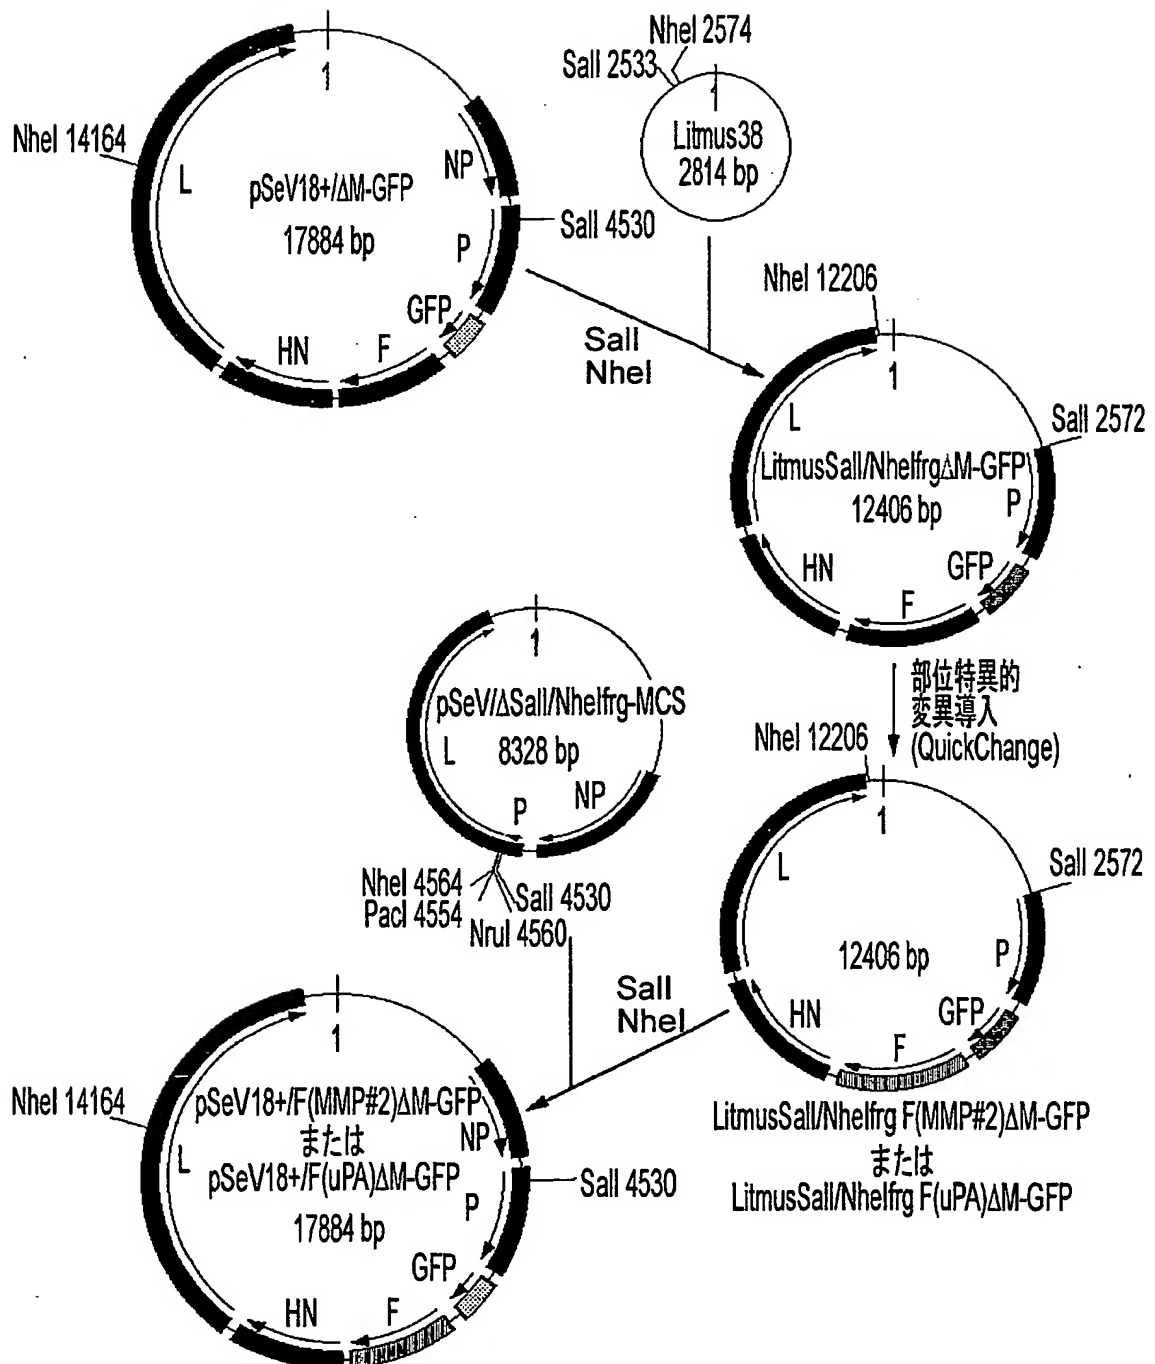 NheI 14164
1
L
pSeV18+/ΔM-GFP
17884 bp
NP
SalI 4530
P
GFP
F
HN
NheI 2574
SalI 2533
1
Litmus38
2814 bp
SalI
NheI
NheI 12206
1
SalI 2572
L
LitmusSalI/NheIfrgΔM-GFP
12406 bp
P
GFP
F
HN
部位特異的
変異導入
(QuickChange)
1
pSeV/ΔSalI/NheIfrg-MCS
8328 bp
L
P
NP
NheI 4564
PacI 4554
SalI 4530
NruI 4560
NheI 12206
1
SalI 2572
L
12406 bp
P
GFP
F
HN
LitmusSalI/NheIfrg F(MMP#2)ΔM-GFP
または
LitmusSalI/NheIfrg F(uPA)ΔM-GFP
SalI
NheI
1
NheI 14164
L
pSeV18+/F(MMP#2)ΔM-GFP
または
pSeV18+/F(uPA)ΔM-GFP
17884 bp
NP
SalI 4530
P
GFP
F
HN